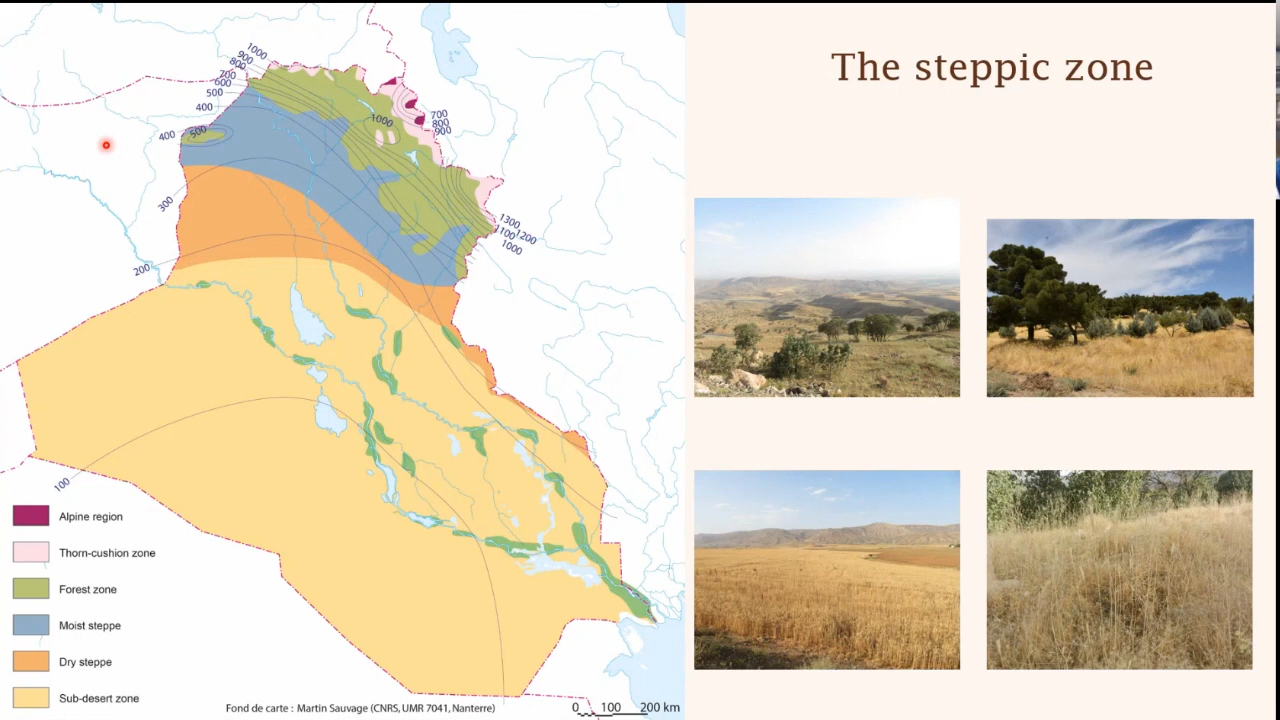 The steppic zone
1000
900
800
700
600
500
400
400
500
1000
700
800
900
300
200
1300
1200
1100
1000
100
Alpine region
Thorn-cushion zone
Forest zone
Moist steppe
Dry steppe
Sub-desert zone
Fond de carte : Martin Sauvage (CNRS, UMR 7041, Nanterre)
0 100 200 km